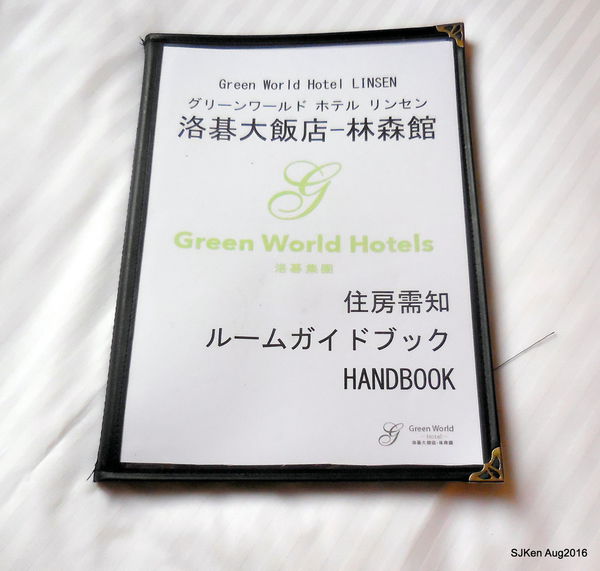 Green World Hotel LINSEN
グリーンワールド ホテル リンセン
洛碁大飯店-林森館
G
Green World Hotels
洛碁集團
住房需知
ルームガイドブック
HANDBOOK
G Green World
Hotel
洛碁大飯店-林森館
SJKen Aug2016